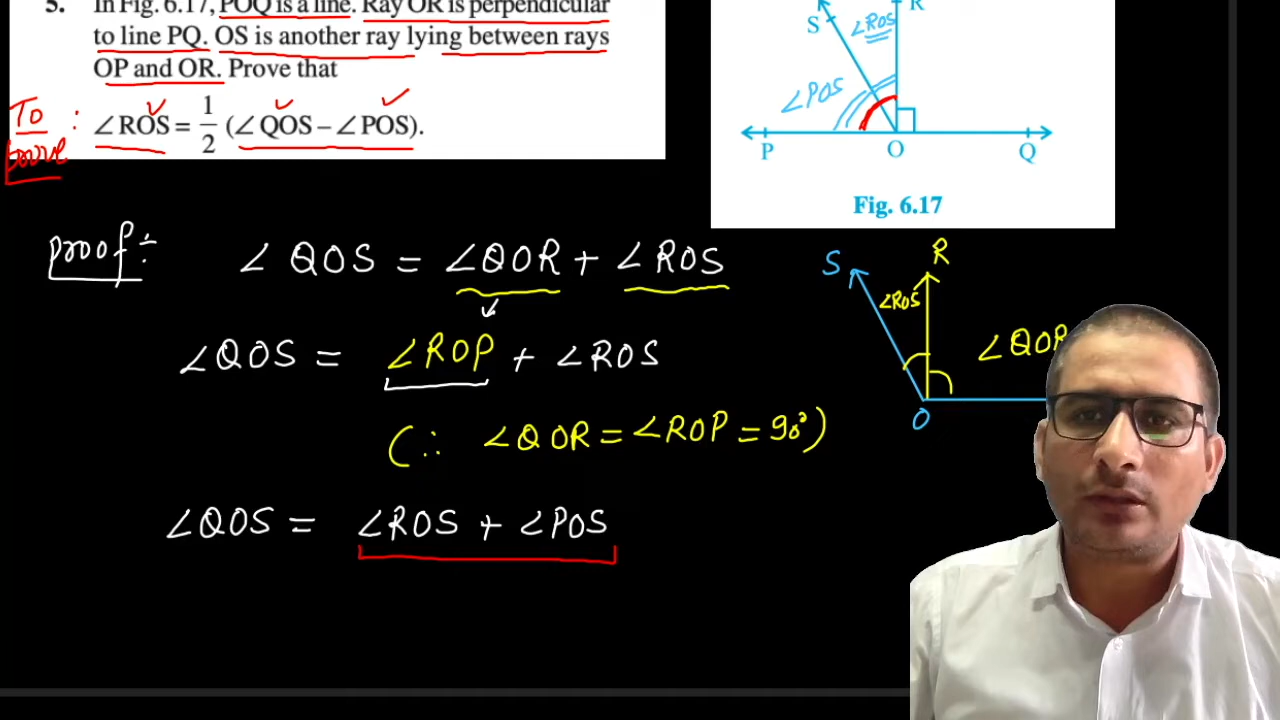 5. In Fig. 6.17, POQ is a line. Ray OR is perpendicular
to line PQ. OS is another ray lying between rays
OP and OR. Prove that
To prove : ∠ROS = 1/2 (∠QOS – ∠POS).
S R
∠ROS
∠POS
P O Q
Fig. 6.17
proof :- ∠QOS = ∠QOR + ∠ROS
∠QOS = ∠ROP + ∠ROS
(∵ ∠QOR = ∠ROP = 90°)
∠QOS = ∠ROS + ∠POS
S R
∠ROS
∠QOR
O